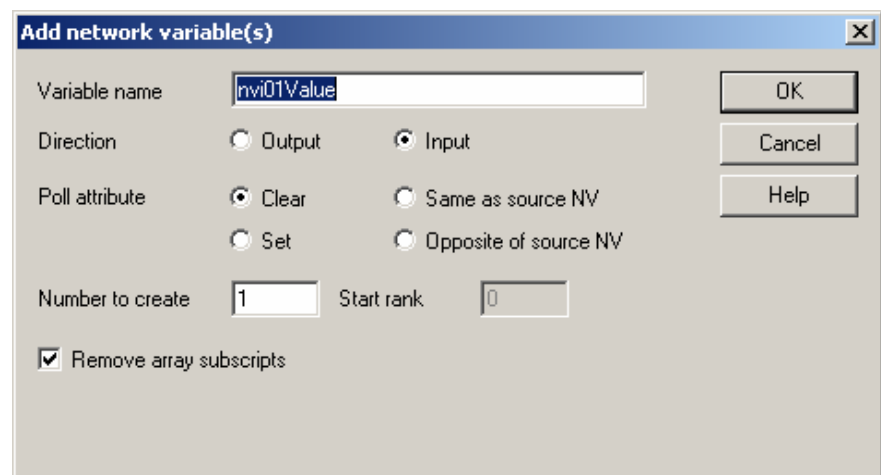 Add network variable(s)
Variable name nvi01Value OK
Direction Output Input Cancel
Poll attribute Clear Same as source NV Help
Set Opposite of source NV
Number to create 1 Start rank 0
Remove array subscripts